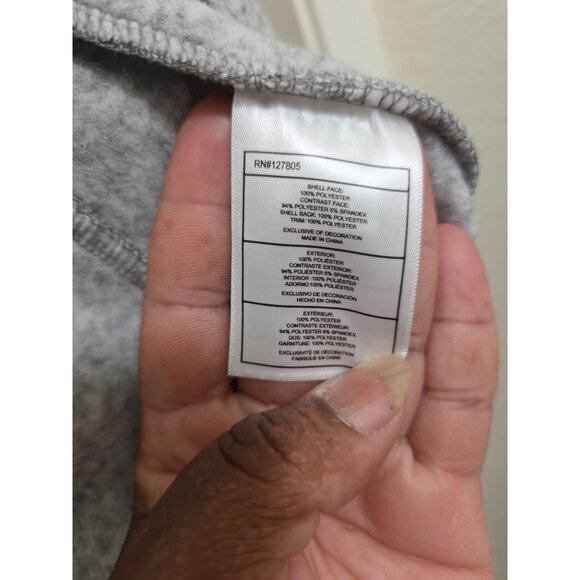 RN#127805
SHELL FACE:
100% POLYESTER
CONTRAST FACE:
94% POLYESTER 6% SPANDEX
SHELL BACK: 100% POLYESTER
TRIM: 100% POLYESTER
EXCLUSIVE OF DECORATION
MADE IN CHINA
EXTERIOR:
100% POLIÉSTER
CONTRASTE EXTERIOR:
94% POLIÉSTER 6% SPANDEX
INTERIOR :100% POLIÉSTER
ADORNO:100% POLIÉSTER
EXCLUSIVO DE DECORACIÓN
HECHO EN CHINA
EXTÉRIEUR:
100% POLYESTER
CONTRASTE EXTÉRIEUR:
94% POLYESTER 6% SPANDEX
DOS: 100% POLYESTER
GARNITURE: 100% POLYESTER
EXCLUSIVITÉ DE DÉCORATION
FABRIQUE EN CHINE